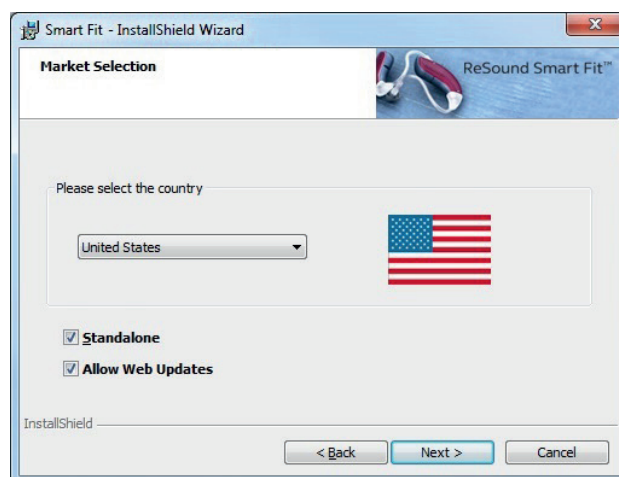 Smart Fit - InstallShield Wizard
Market Selection
ReSound Smart Fit™
Please select the country
United States
Standalone
Allow Web Updates
InstallShield
< Back
Next >
Cancel